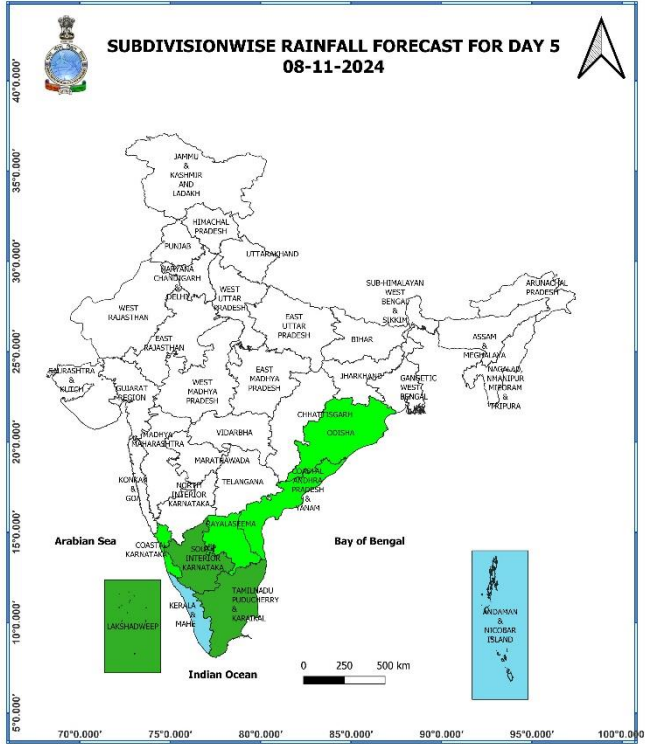 SUBDIVISIONWISE RAINFALL FORECAST FOR DAY 5
08-11-2024
40°0.000'
35°0.000'
30°0.000'
25°0.000'
20°0.000'
15°0.000'
10°0.000'
5°0.000'
JAMMU
&
KASHMIR
AND
LADAKH
HIMACHAL
PRADESH
PUNJAB
UTTARAKHAND
HARYANA
CHANDIGARH
&
DELHI
WEST
UTTAR
PRADESH
SUB-HIMALAYAN
WEST
BENGAL
&
SIKKIM
ARUNACHAL
PRADESH
WEST
RAJASTHAN
EAST
RAJASTHAN
EAST
UTTAR
PRADESH
BIHAR
ASSAM
&
MEGHALAYA
SAURASHTRA
&
KUTCH
GUJARAT
REGION
WEST
MADHYA
PRADESH
EAST
MADHYA
PRADESH
JHARKHAND
GANGETIC
WEST
BENGAL
NAGALAD,
NMANIPUR
MIZORAM
&
TRIPURA
CHHATTISGARH
ODISHA
MADHYA
MAHARASHTRA
VIDARBHA
MARATHWADA
TELANGANA
COASTAL
ANDHRA
PRADESH
&
YANAM
KONKAN
&
GOA
NORTH
INTERIOR
KARNATAKA
RAYALASEEMA
Arabian Sea
COASTAL
KARNATAKA
SOUTH
INTERIOR
KARNATAKA
Bay of Bengal
LAKSHADWEEP
KERALA
&
MAHE
TAMILNADU
PUDUCHERRY
&
KARAIKAL
ANDAMAN
&
NICOBAR
ISLAND
Indian Ocean
0 250 500 km
70°0.000' 75°0.000' 80°0.000' 85°0.000' 90°0.000' 95°0.000' 100°0.000'